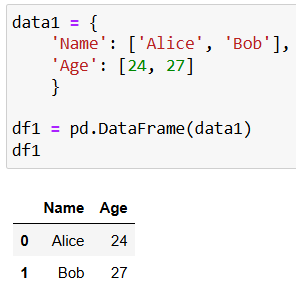 data1 = {
    'Name': ['Alice', 'Bob'],
    'Age': [24, 27]
    }

df1 = pd.DataFrame(data1)
df1

Name Age
0 Alice 24
1 Bob 27